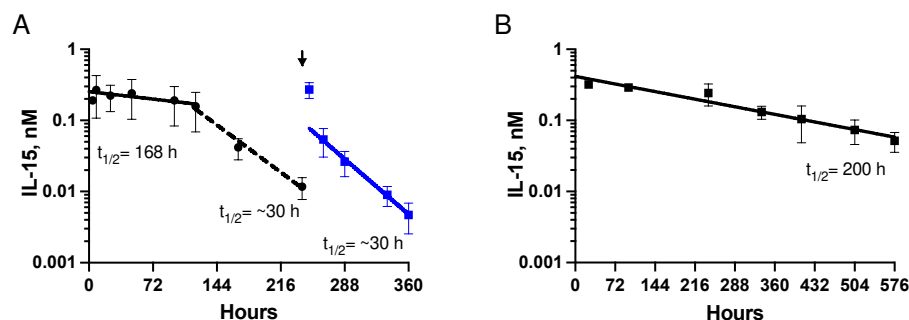 A
IL-15, nM
1
0.1
0.01
0.001
t1/2= 168 h
t1/2= ~30 h
t1/2= ~30 h
0 72 144 216 288 360
Hours
B
IL-15, nM
1
0.1
0.01
0.001
t1/2= 200 h
0 72 144 216 288 360 432 504 576
Hours